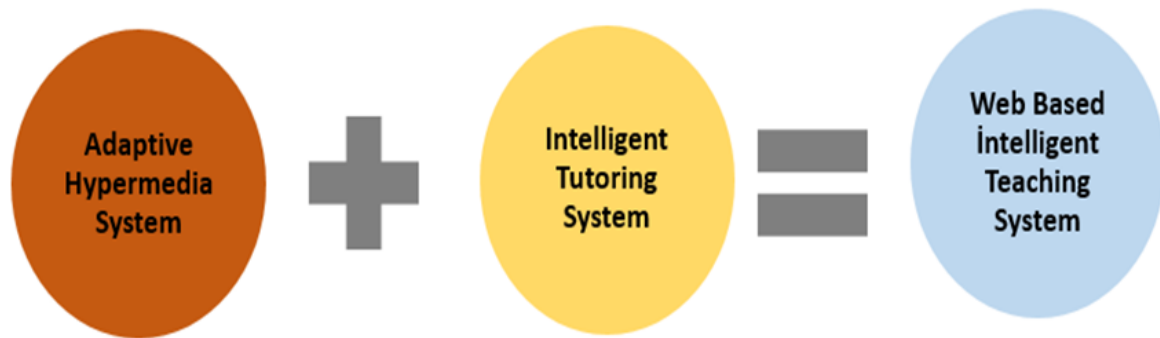 Adaptive
Hypermedia
System
Intelligent
Tutoring
System
Web Based
İntelligent
Teaching
System